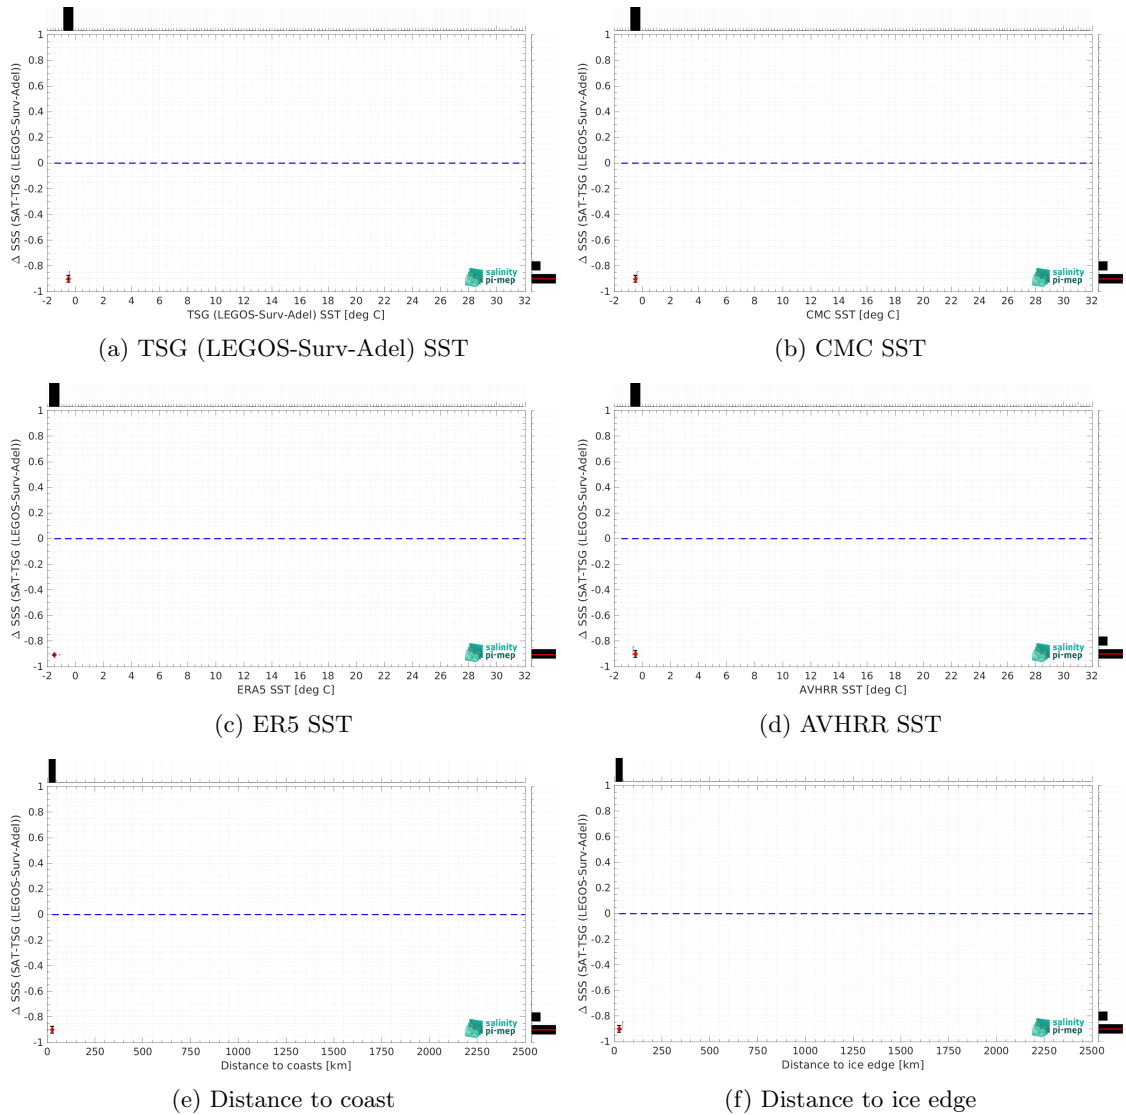 1
0.8
0.6
0.4
0.2
0
-0.2
-0.4
-0.6
-0.8
-1
Δ SSS (SAT-TSG (LEGOS-Surv-Adel))
salinity
pi-mep
-2 0 2 4 6 8 10 12 14 16 18 20 22 24 26 28 30 32
TSG (LEGOS-Surv-Adel) SST [deg C]
(a) TSG (LEGOS-Surv-Adel) SST
1
0.8
0.6
0.4
0.2
0
-0.2
-0.4
-0.6
-0.8
-1
Δ SSS (SAT-TSG (LEGOS-Surv-Adel))
salinity
pi-mep
-2 0 2 4 6 8 10 12 14 16 18 20 22 24 26 28 30 32
CMC SST [deg C]
(b) CMC SST
1
0.8
0.6
0.4
0.2
0
-0.2
-0.4
-0.6
-0.8
-1
Δ SSS (SAT-TSG (LEGOS-Surv-Adel))
salinity
pi-mep
-2 0 2 4 6 8 10 12 14 16 18 20 22 24 26 28 30 32
ERA5 SST [deg C]
(c) ER5 SST
1
0.8
0.6
0.4
0.2
0
-0.2
-0.4
-0.6
-0.8
-1
Δ SSS (SAT-TSG (LEGOS-Surv-Adel))
salinity
pi-mep
-2 0 2 4 6 8 10 12 14 16 18 20 22 24 26 28 30 32
AVHRR SST [deg C]
(d) AVHRR SST
1
0.8
0.6
0.4
0.2
0
-0.2
-0.4
-0.6
-0.8
-1
Δ SSS (SAT-TSG (LEGOS-Surv-Adel))
salinity
pi-mep
0 250 500 750 1000 1250 1500 1750 2000 2250 2500
Distance to coasts [km]
(e) Distance to coast
1
0.8
0.6
0.4
0.2
0
-0.2
-0.4
-0.6
-0.8
-1
Δ SSS (SAT-TSG (LEGOS-Surv-Adel))
salinity
pi-mep
0 250 500 750 1000 1250 1500 1750 2000 2250 2500
Distance to ice edge [km]
(f) Distance to ice edge